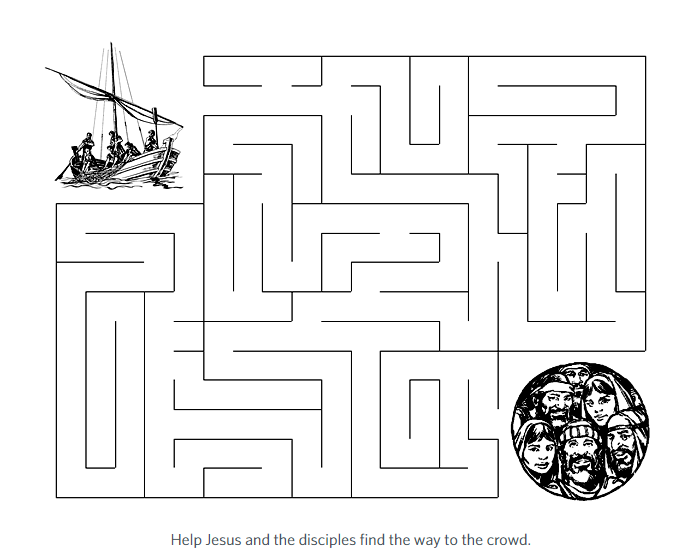 Help Jesus and the disciples find the way to the crowd.